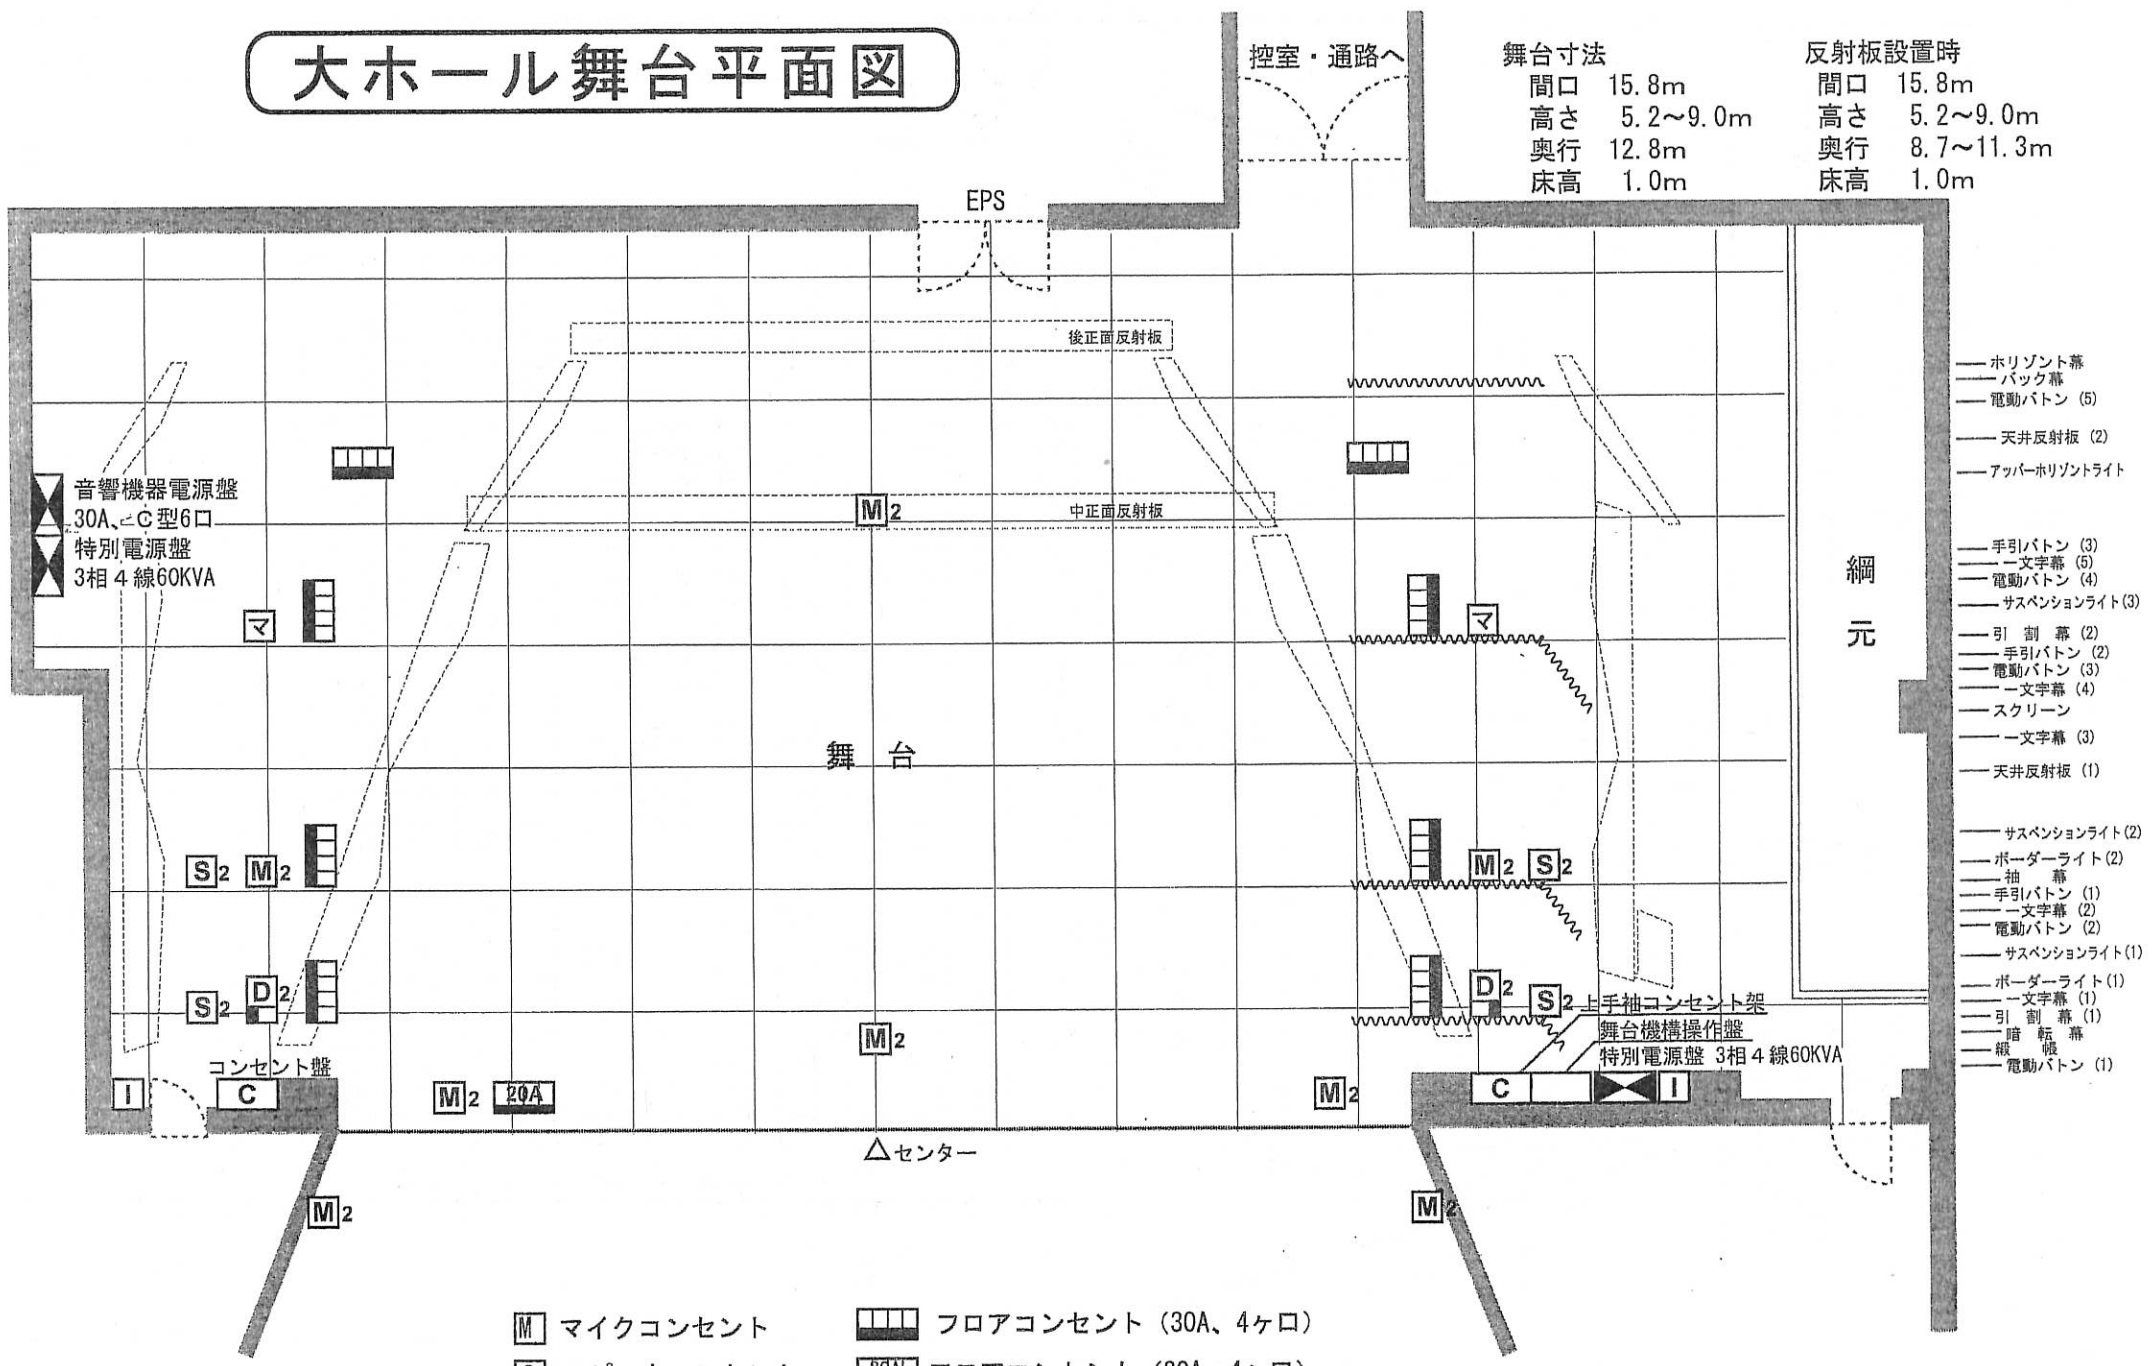 大ホール舞台平面図
控室・通路へ
舞台寸法
間口 15.8m
高さ 5.2～9.0m
奥行 12.8m
床高 1.0m
反射板設置時
間口 15.8m
高さ 5.2～9.0m
奥行 8.7～11.3m
床高 1.0m
EPS
後正面反射板
中正面反射板
音響機器電源盤
30A、C型6口
特別電源盤
3相4線60KVA
M2
マ
マ
舞 台
綱元
S2 M2
M2 S2
S2 D2
D2 S2
M2
コンセント盤
I C
M2 20A
M2
上手袖コンセント架
舞台機構操作盤
特別電源盤 3相4線60KVA
C I
△センター
M2
M2
ホリゾント幕
バック幕
電動バトン(5)
天井反射板(2)
アッパーホリゾントライト
手引バトン(3)
一文字幕(5)
電動バトン(4)
サスペンションライト(3)
引 割 幕(2)
手引バトン(2)
電動バトン(3)
一文字幕(4)
スクリーン
一文字幕(3)
天井反射板(1)
サスペンションライト(2)
ボーダーライト(2)
袖 幕
手引バトン(1)
一文字幕(2)
電動バトン(2)
サスペンションライト(1)
ボーダーライト(1)
一文字幕(1)
引 割 幕(1)
暗 転 幕
緞 帳
電動バトン(1)
M マイクコンセント
フロアコンセント（30A、4ヶ口）